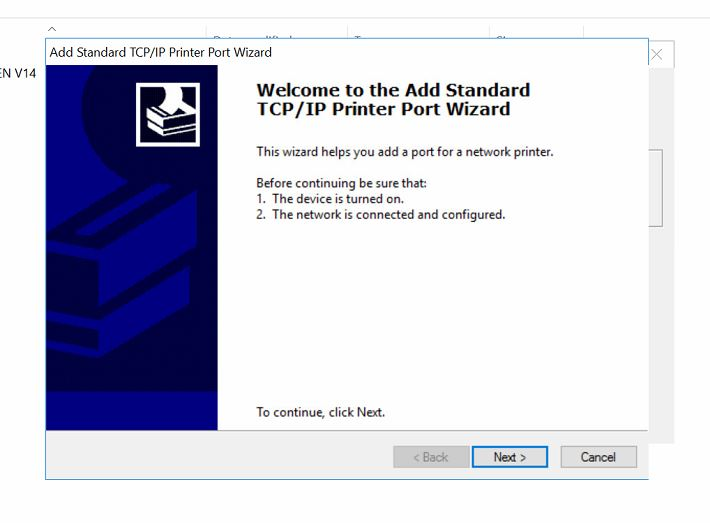 EN V14
Add Standard TCP/IP Printer Port Wizard
Welcome to the Add Standard
TCP/IP Printer Port Wizard
This wizard helps you add a port for a network printer.
Before continuing be sure that:
1. The device is turned on.
2. The network is connected and configured.
To continue, click Next.
< Back
Next >
Cancel